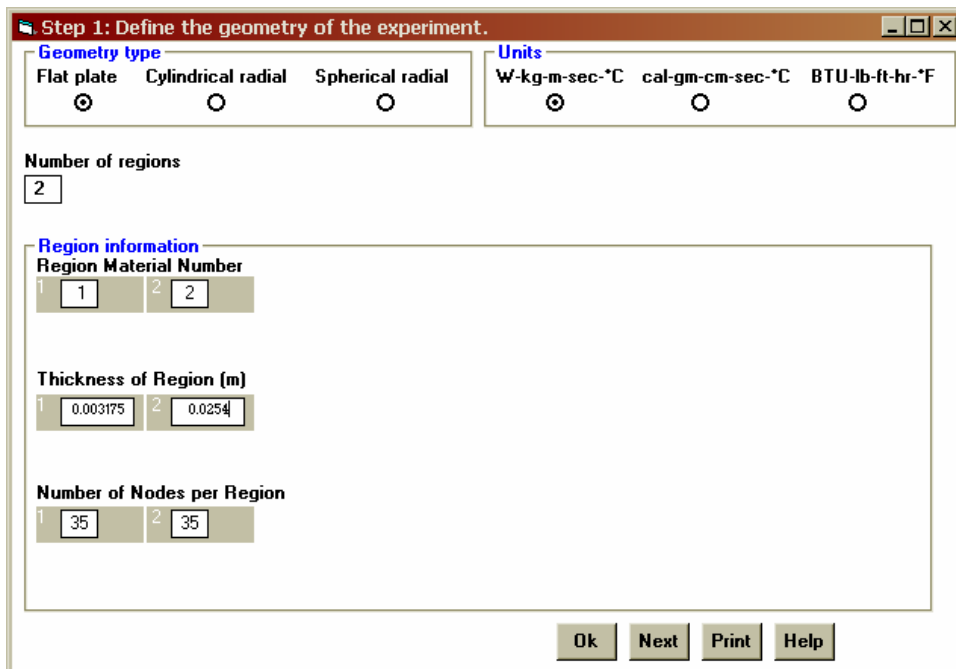 Step 1: Define the geometry of the experiment.
Geometry type
Flat plate Cylindrical radial Spherical radial
Units
W-kg-m-sec-*C cal-gm-cm-sec-*C BTU-lb-ft-hr-*F
Number of regions
2
Region information
Region Material Number
1 1 2 2
Thickness of Region (m)
1 0.003175 2 0.0254
Number of Nodes per Region
1 35 2 35
Ok Next Print Help